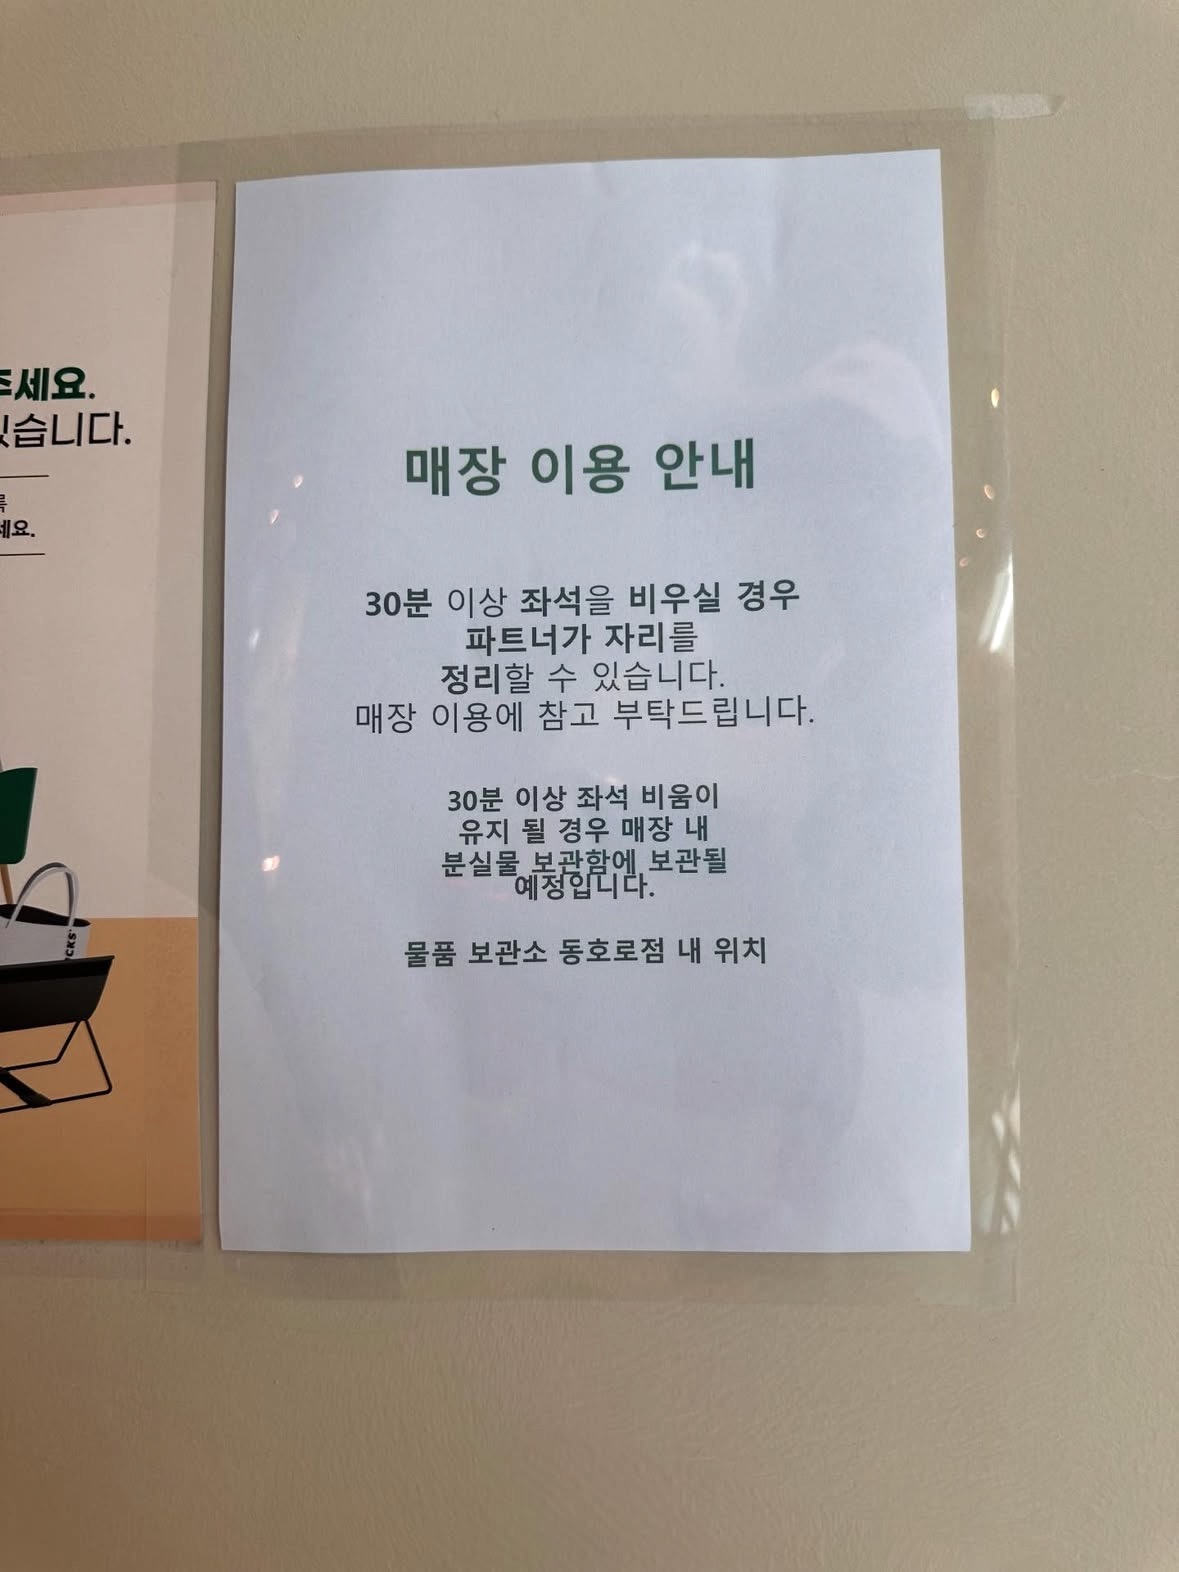 주세요.
있습니다.
록
세요.
CKS
매장 이용 안내
30분 이상 좌석을 비우실 경우
파트너가 자리를
정리할 수 있습니다.
매장 이용에 참고 부탁드립니다.
30분 이상 좌석 비움이
유지 될 경우 매장 내
분실물 보관함에 보관될
예정입니다.
물품 보관소 동호로점 내 위치